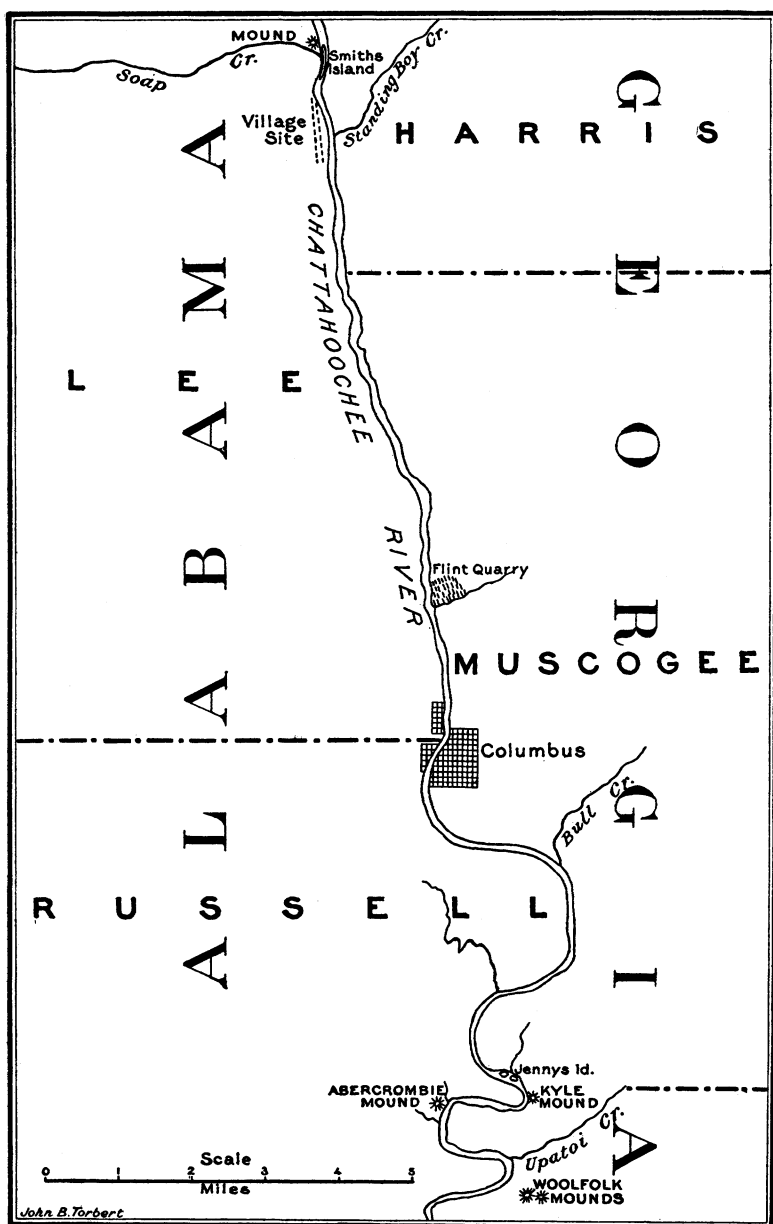 MOUND
Smiths
Island
Soap Cr.
Standing Boy Cr.
Village
Site
HARRIS
GEORGIA
ALABAMA
CHATTAHOOCHEE
RIVER
LEE
Flint Quarry
MUSCOGEE
Columbus
Bull Cr.
RUSSELL
Jennys Id.
ABERCROMBIE
MOUND
KYLE
MOUND
Upatoi Cr.
WOOLFOLK
MOUNDS
Scale
0 1 2 3 4 5
Miles
John B. Torbert